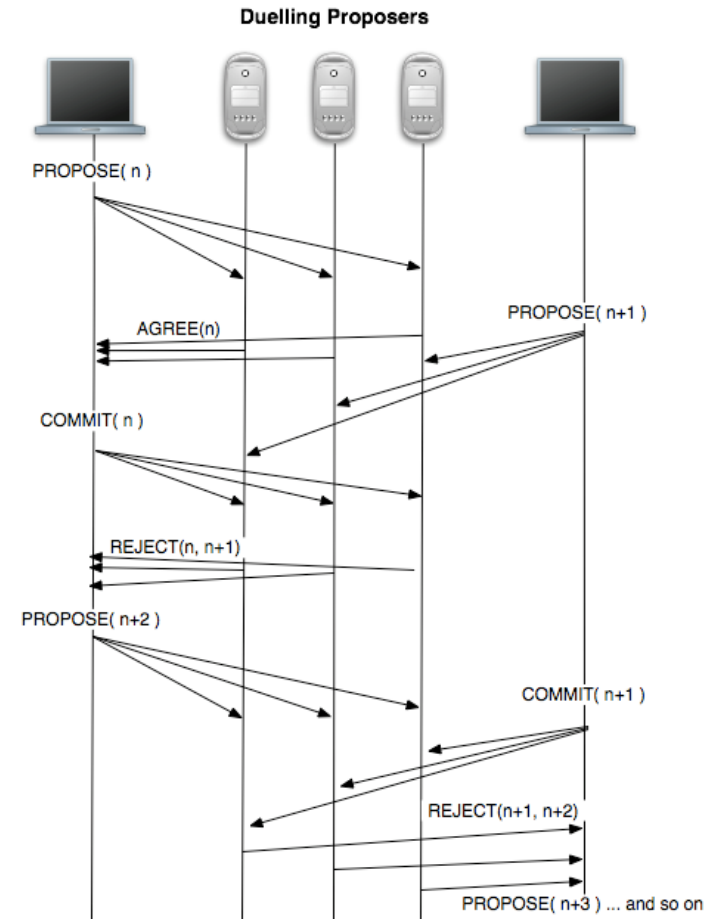 Duelling Proposers
PROPOSE( n )
PROPOSE( n+1 )
AGREE(n)
COMMIT( n )
REJECT(n, n+1)
PROPOSE( n+2 )
COMMIT( n+1 )
REJECT(n+1, n+2)
PROPOSE( n+3 ) ... and so on